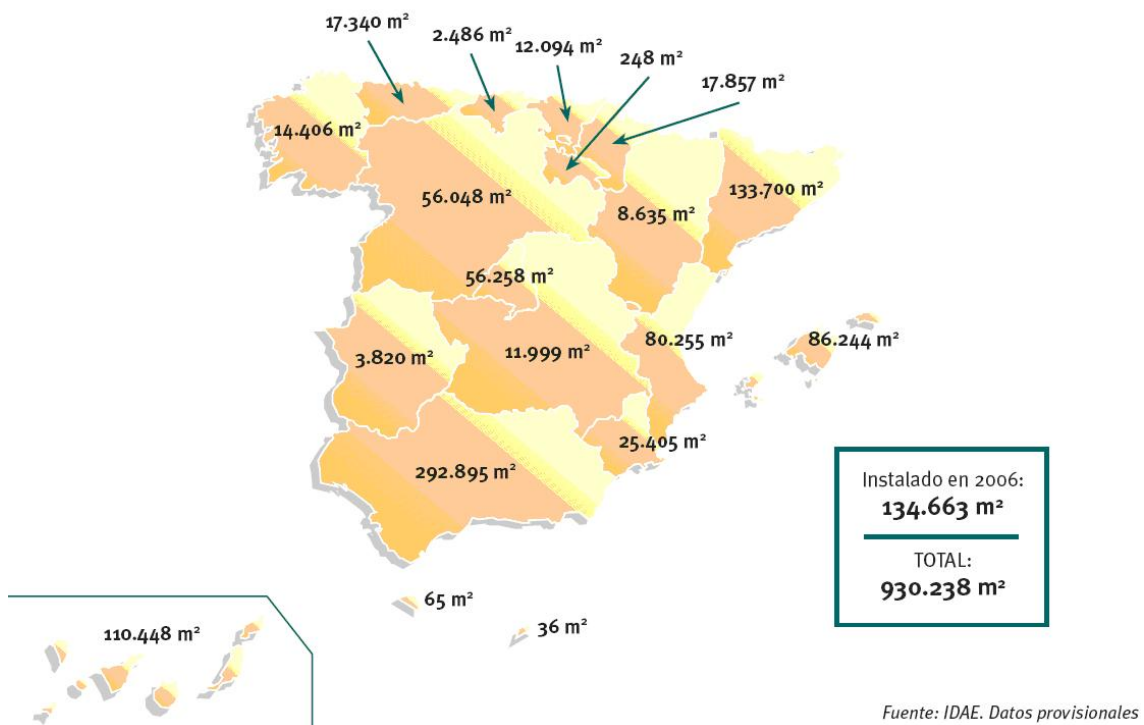 17.340 m²
2.486 m²
12.094 m²
248 m²
17.857 m²
14.406 m²
56.048 m²
8.635 m²
133.700 m²
56.258 m²
3.820 m²
11.999 m²
80.255 m²
86.244 m²
25.405 m²
292.895 m²
Instalado en 2006:
134.663 m²
TOTAL:
930.238 m²
65 m²
36 m²
110.448 m²
Fuente: IDAE. Datos provisionales